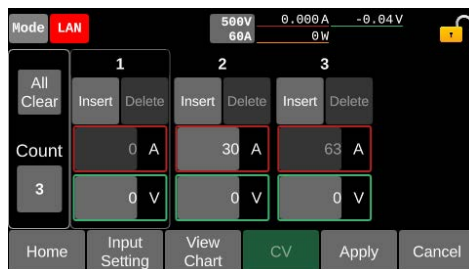 Mode LAN 500V 0.000A -0.04V
60A 0W
1 2 3
All Clear Insert Delete Insert Delete Insert Delete
Count 0 A 30 A 63 A
3 0 V 0 V 0 V
Home Input Setting View Chart CV Apply Cancel